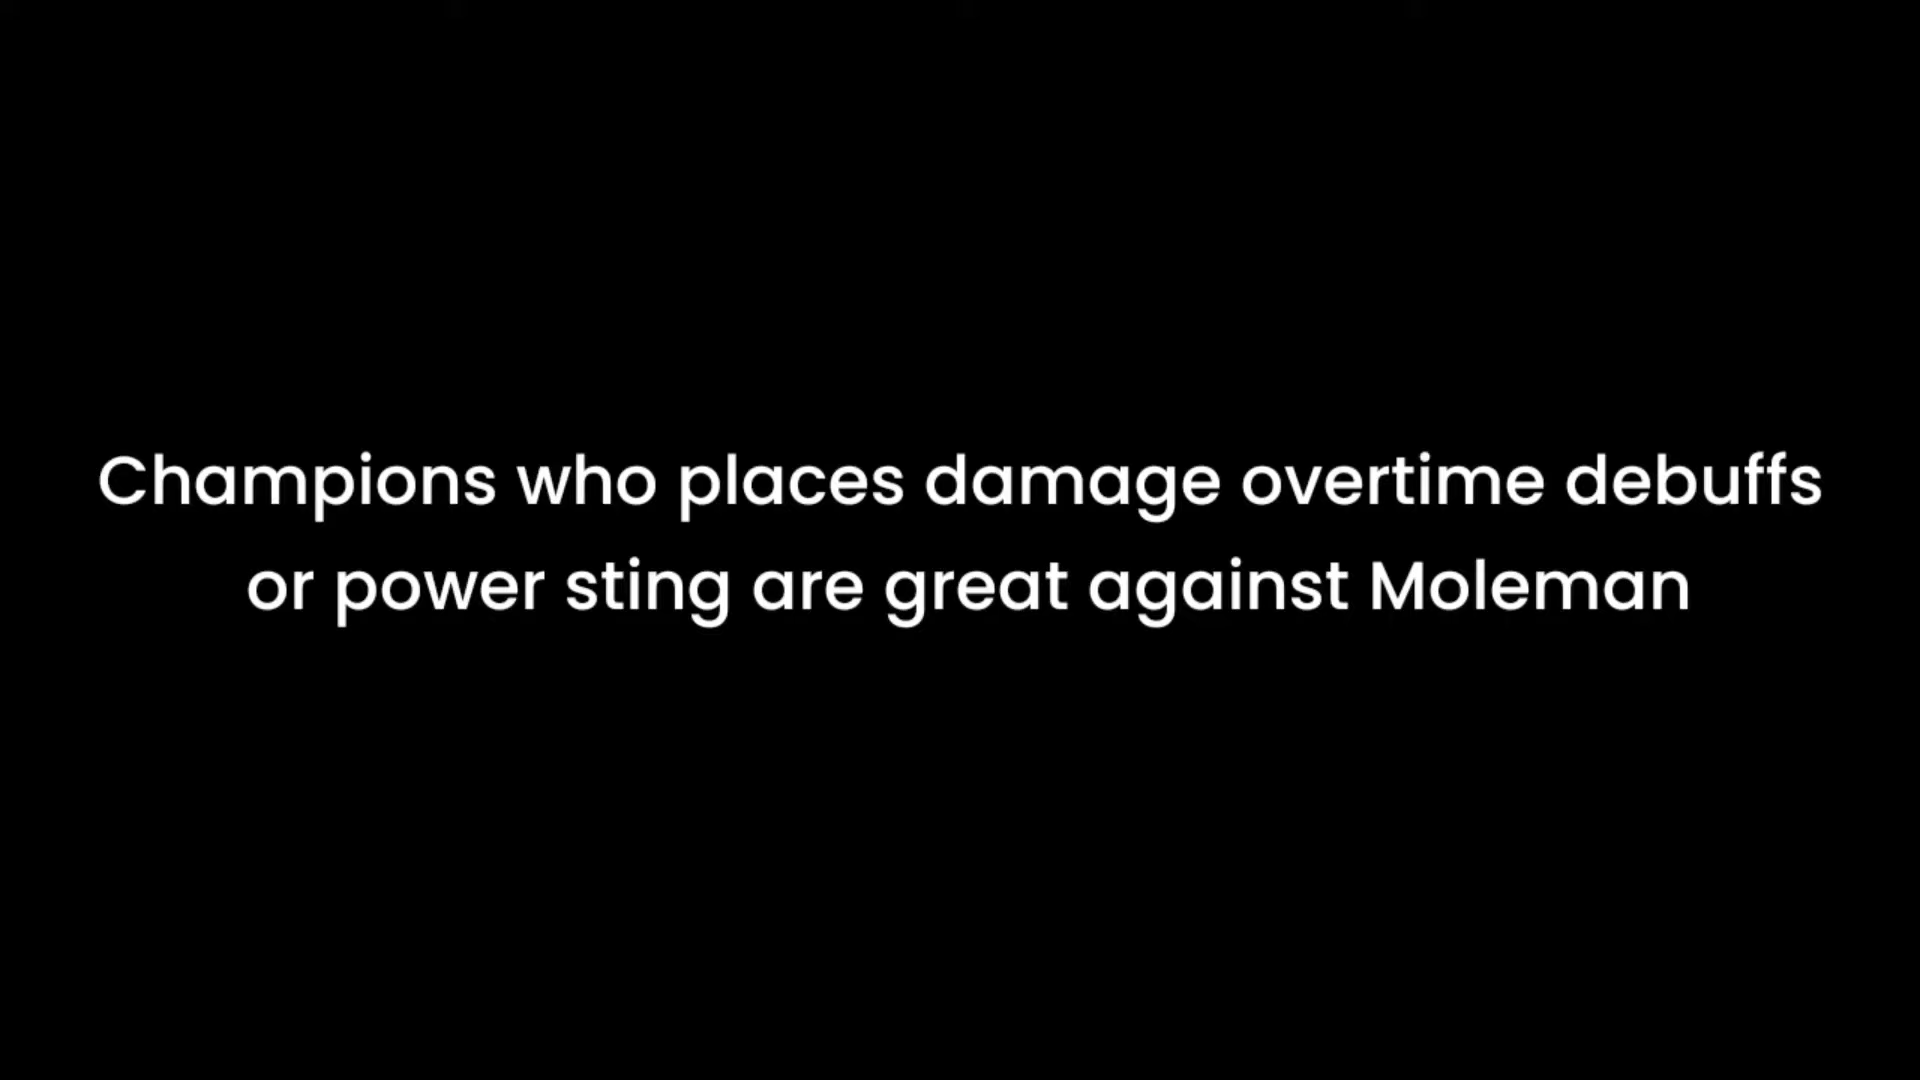 Champions who places damage overtime debuffs
or power sting are great against Moleman